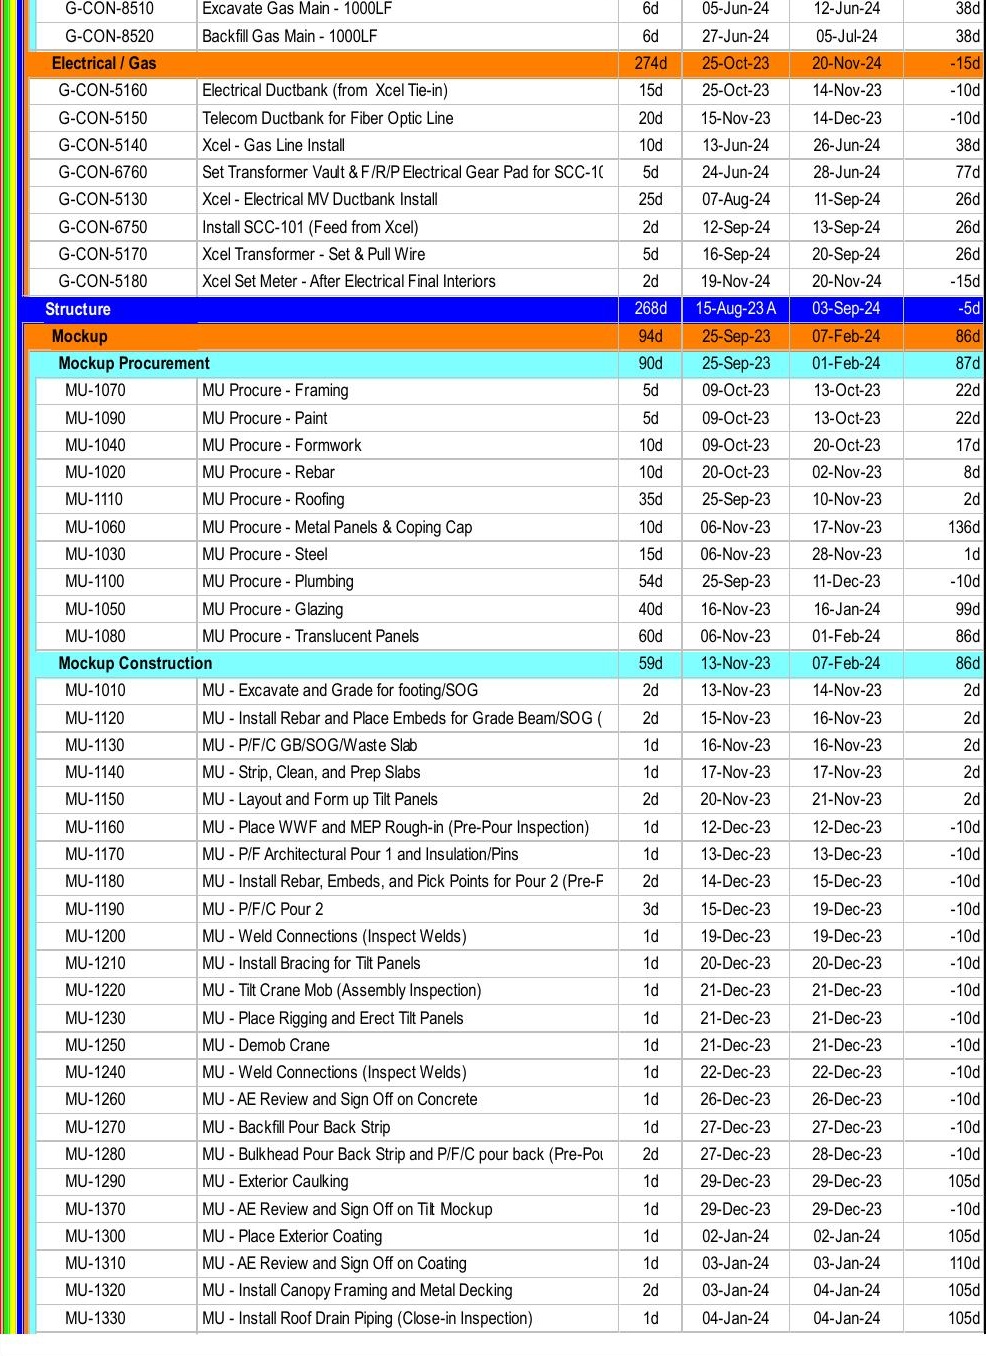 G-CON-8510 Excavate Gas Main - 1000LF 6d 05-Jun-24 12-Jun-24 38d
G-CON-8520 Backfill Gas Main - 1000LF 6d 27-Jun-24 05-Jul-24 38d
Electrical / Gas 274d 25-Oct-23 20-Nov-24 -15d
G-CON-5160 Electrical Ductbank (from Xcel Tie-in) 15d 25-Oct-23 14-Nov-23 -10d
G-CON-5150 Telecom Ductbank for Fiber Optic Line 20d 15-Nov-23 14-Dec-23 -10d
G-CON-5140 Xcel - Gas Line Install 10d 13-Jun-24 26-Jun-24 38d
G-CON-6760 Set Transformer Vault & F/R/P Electrical Gear Pad for SCC-10 5d 24-Jun-24 28-Jun-24 77d
G-CON-5130 Xcel - Electrical MV Ductbank Install 25d 07-Aug-24 11-Sep-24 26d
G-CON-6750 Install SCC-101 (Feed from Xcel) 2d 12-Sep-24 13-Sep-24 26d
G-CON-5170 Xcel Transformer - Set & Pull Wire 5d 16-Sep-24 20-Sep-24 26d
G-CON-5180 Xcel Set Meter - After Electrical Final Interiors 2d 19-Nov-24 20-Nov-24 -15d
Structure 268d 15-Aug-23 A 03-Sep-24 -5d
Mockup 94d 25-Sep-23 07-Feb-24 86d
Mockup Procurement 90d 25-Sep-23 01-Feb-24 87d
MU-1070 MU Procure - Framing 5d 09-Oct-23 13-Oct-23 22d
MU-1090 MU Procure - Paint 5d 09-Oct-23 13-Oct-23 22d
MU-1040 MU Procure - Formwork 10d 09-Oct-23 20-Oct-23 17d
MU-1020 MU Procure - Rebar 10d 20-Oct-23 02-Nov-23 8d
MU-1110 MU Procure - Roofing 35d 25-Sep-23 10-Nov-23 2d
MU-1060 MU Procure - Metal Panels & Coping Cap 10d 06-Nov-23 17-Nov-23 136d
MU-1030 MU Procure - Steel 15d 06-Nov-23 28-Nov-23 1d
MU-1100 MU Procure - Plumbing 54d 25-Sep-23 11-Dec-23 -10d
MU-1050 MU Procure - Glazing 40d 16-Nov-23 16-Jan-24 99d
MU-1080 MU Procure - Translucent Panels 60d 06-Nov-23 01-Feb-24 86d
Mockup Construction 59d 13-Nov-23 07-Feb-24 86d
MU-1010 MU - Excavate and Grade for footing/SOG 2d 13-Nov-23 14-Nov-23 2d
MU-1120 MU - Install Rebar and Place Embeds for Grade Beam/SOG ( 2d 15-Nov-23 16-Nov-23 2d
MU-1130 MU - P/F/C GB/SOG/Waste Slab 1d 16-Nov-23 16-Nov-23 2d
MU-1140 MU - Strip, Clean, and Prep Slabs 1d 17-Nov-23 17-Nov-23 2d
MU-1150 MU - Layout and Form up Tilt Panels 2d 20-Nov-23 21-Nov-23 2d
MU-1160 MU - Place WWF and MEP Rough-in (Pre-Pour Inspection) 1d 12-Dec-23 12-Dec-23 -10d
MU-1170 MU - P/F Architectural Pour 1 and Insulation/Pins 1d 13-Dec-23 13-Dec-23 -10d
MU-1180 MU - Install Rebar, Embeds, and Pick Points for Pour 2 (Pre-P 2d 14-Dec-23 15-Dec-23 -10d
MU-1190 MU - P/F/C Pour 2 3d 15-Dec-23 19-Dec-23 -10d
MU-1200 MU - Weld Connections (Inspect Welds) 1d 19-Dec-23 19-Dec-23 -10d
MU-1210 MU - Install Bracing for Tilt Panels 1d 20-Dec-23 20-Dec-23 -10d
MU-1220 MU - Tilt Crane Mob (Assembly Inspection) 1d 21-Dec-23 21-Dec-23 -10d
MU-1230 MU - Place Rigging and Erect Tilt Panels 1d 21-Dec-23 21-Dec-23 -10d
MU-1250 MU - Demob Crane 1d 21-Dec-23 21-Dec-23 -10d
MU-1240 MU - Weld Connections (Inspect Welds) 1d 22-Dec-23 22-Dec-23 -10d
MU-1260 MU - AE Review and Sign Off on Concrete 1d 26-Dec-23 26-Dec-23 -10d
MU-1270 MU - Backfill Pour Back Strip 1d 27-Dec-23 27-Dec-23 -10d
MU-1280 MU - Bulkhead Pour Back Strip and P/F/C pour back (Pre-Pou 2d 27-Dec-23 28-Dec-23 -10d
MU-1290 MU - Exterior Caulking 1d 29-Dec-23 29-Dec-23 105d
MU-1370 MU - AE Review and Sign Off on Tilt Mockup 1d 29-Dec-23 29-Dec-23 -10d
MU-1300 MU - Place Exterior Coating 1d 02-Jan-24 02-Jan-24 105d
MU-1310 MU - AE Review and Sign Off on Coating 1d 03-Jan-24 03-Jan-24 110d
MU-1320 MU - Install Canopy Framing and Metal Decking 2d 03-Jan-24 04-Jan-24 105d
MU-1330 MU - Install Roof Drain Piping (Close-in Inspection) 1d 04-Jan-24 04-Jan-24 105d